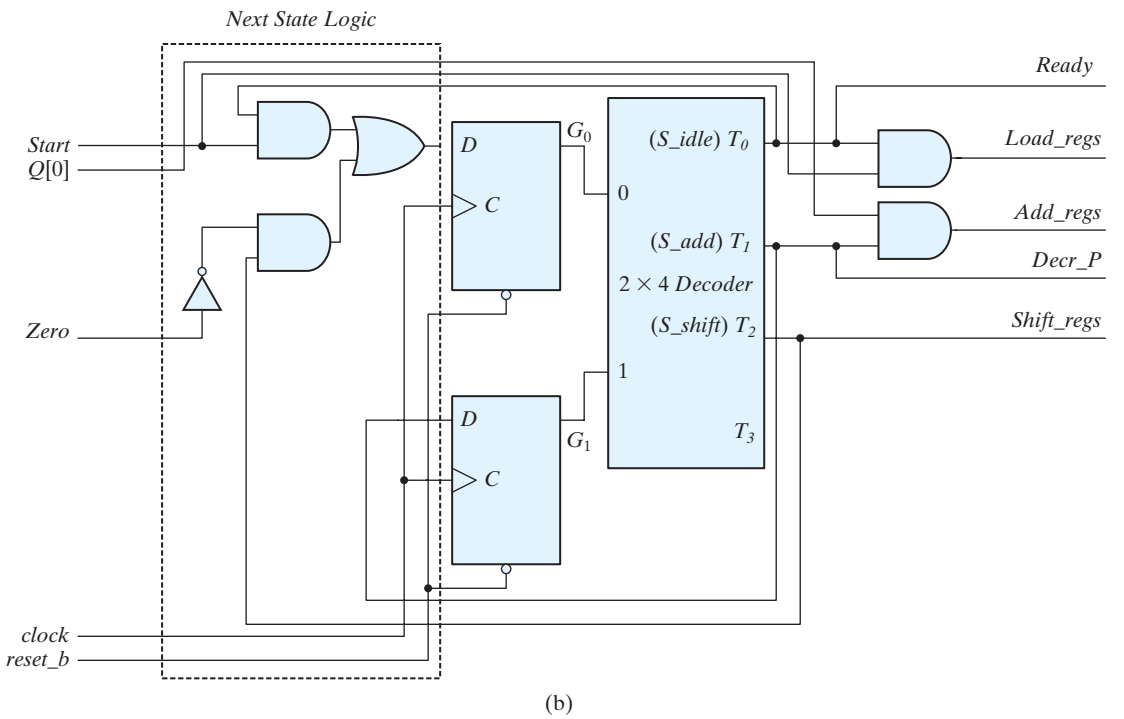 Next State Logic
Ready
Start
Q[0]
D
G₀
(S_idle) T₀
Load_regs
C
0
Add_regs
(S_add) T₁
Decr_P
2 × 4 Decoder
Zero
(S_shift) T₂
Shift_regs
1
D
G₁
T₃
C
clock
reset_b
(b)